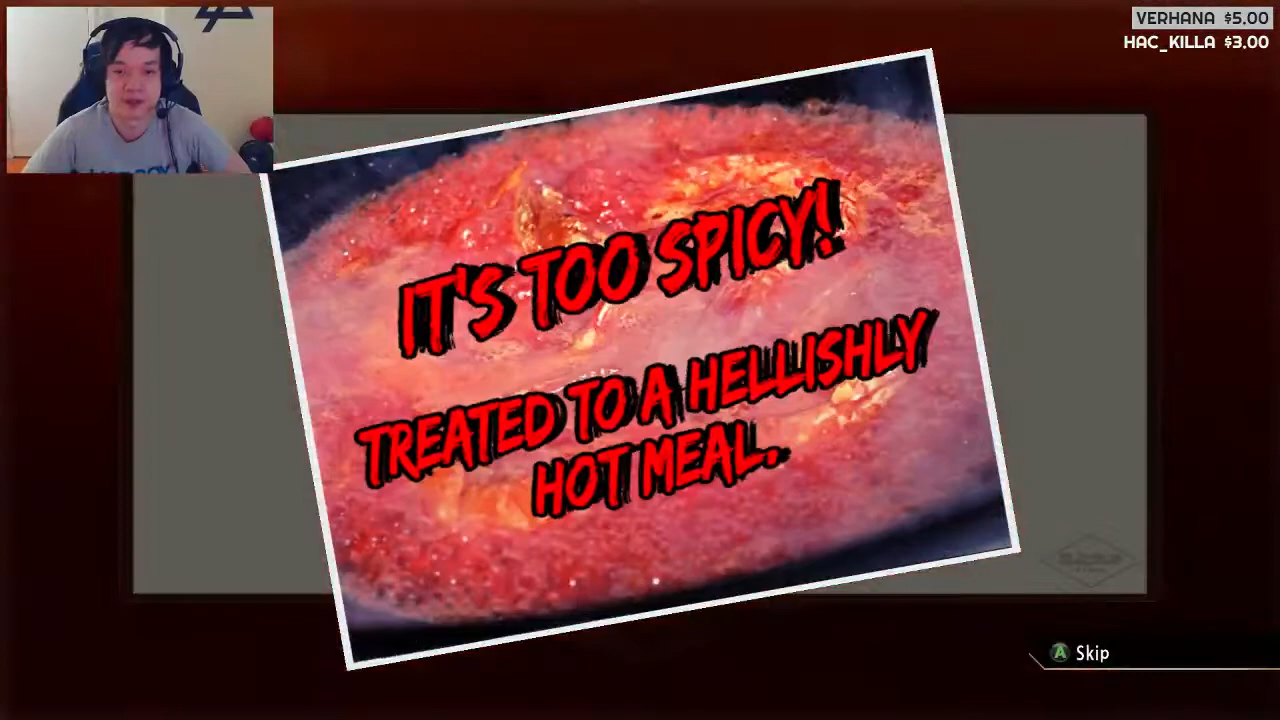 VERHANA $5.00
HAC_KILLA $3.00
IT'S TOO SPICY!
TREATED TO A HELLISHLY
HOT MEAL.
A Skip